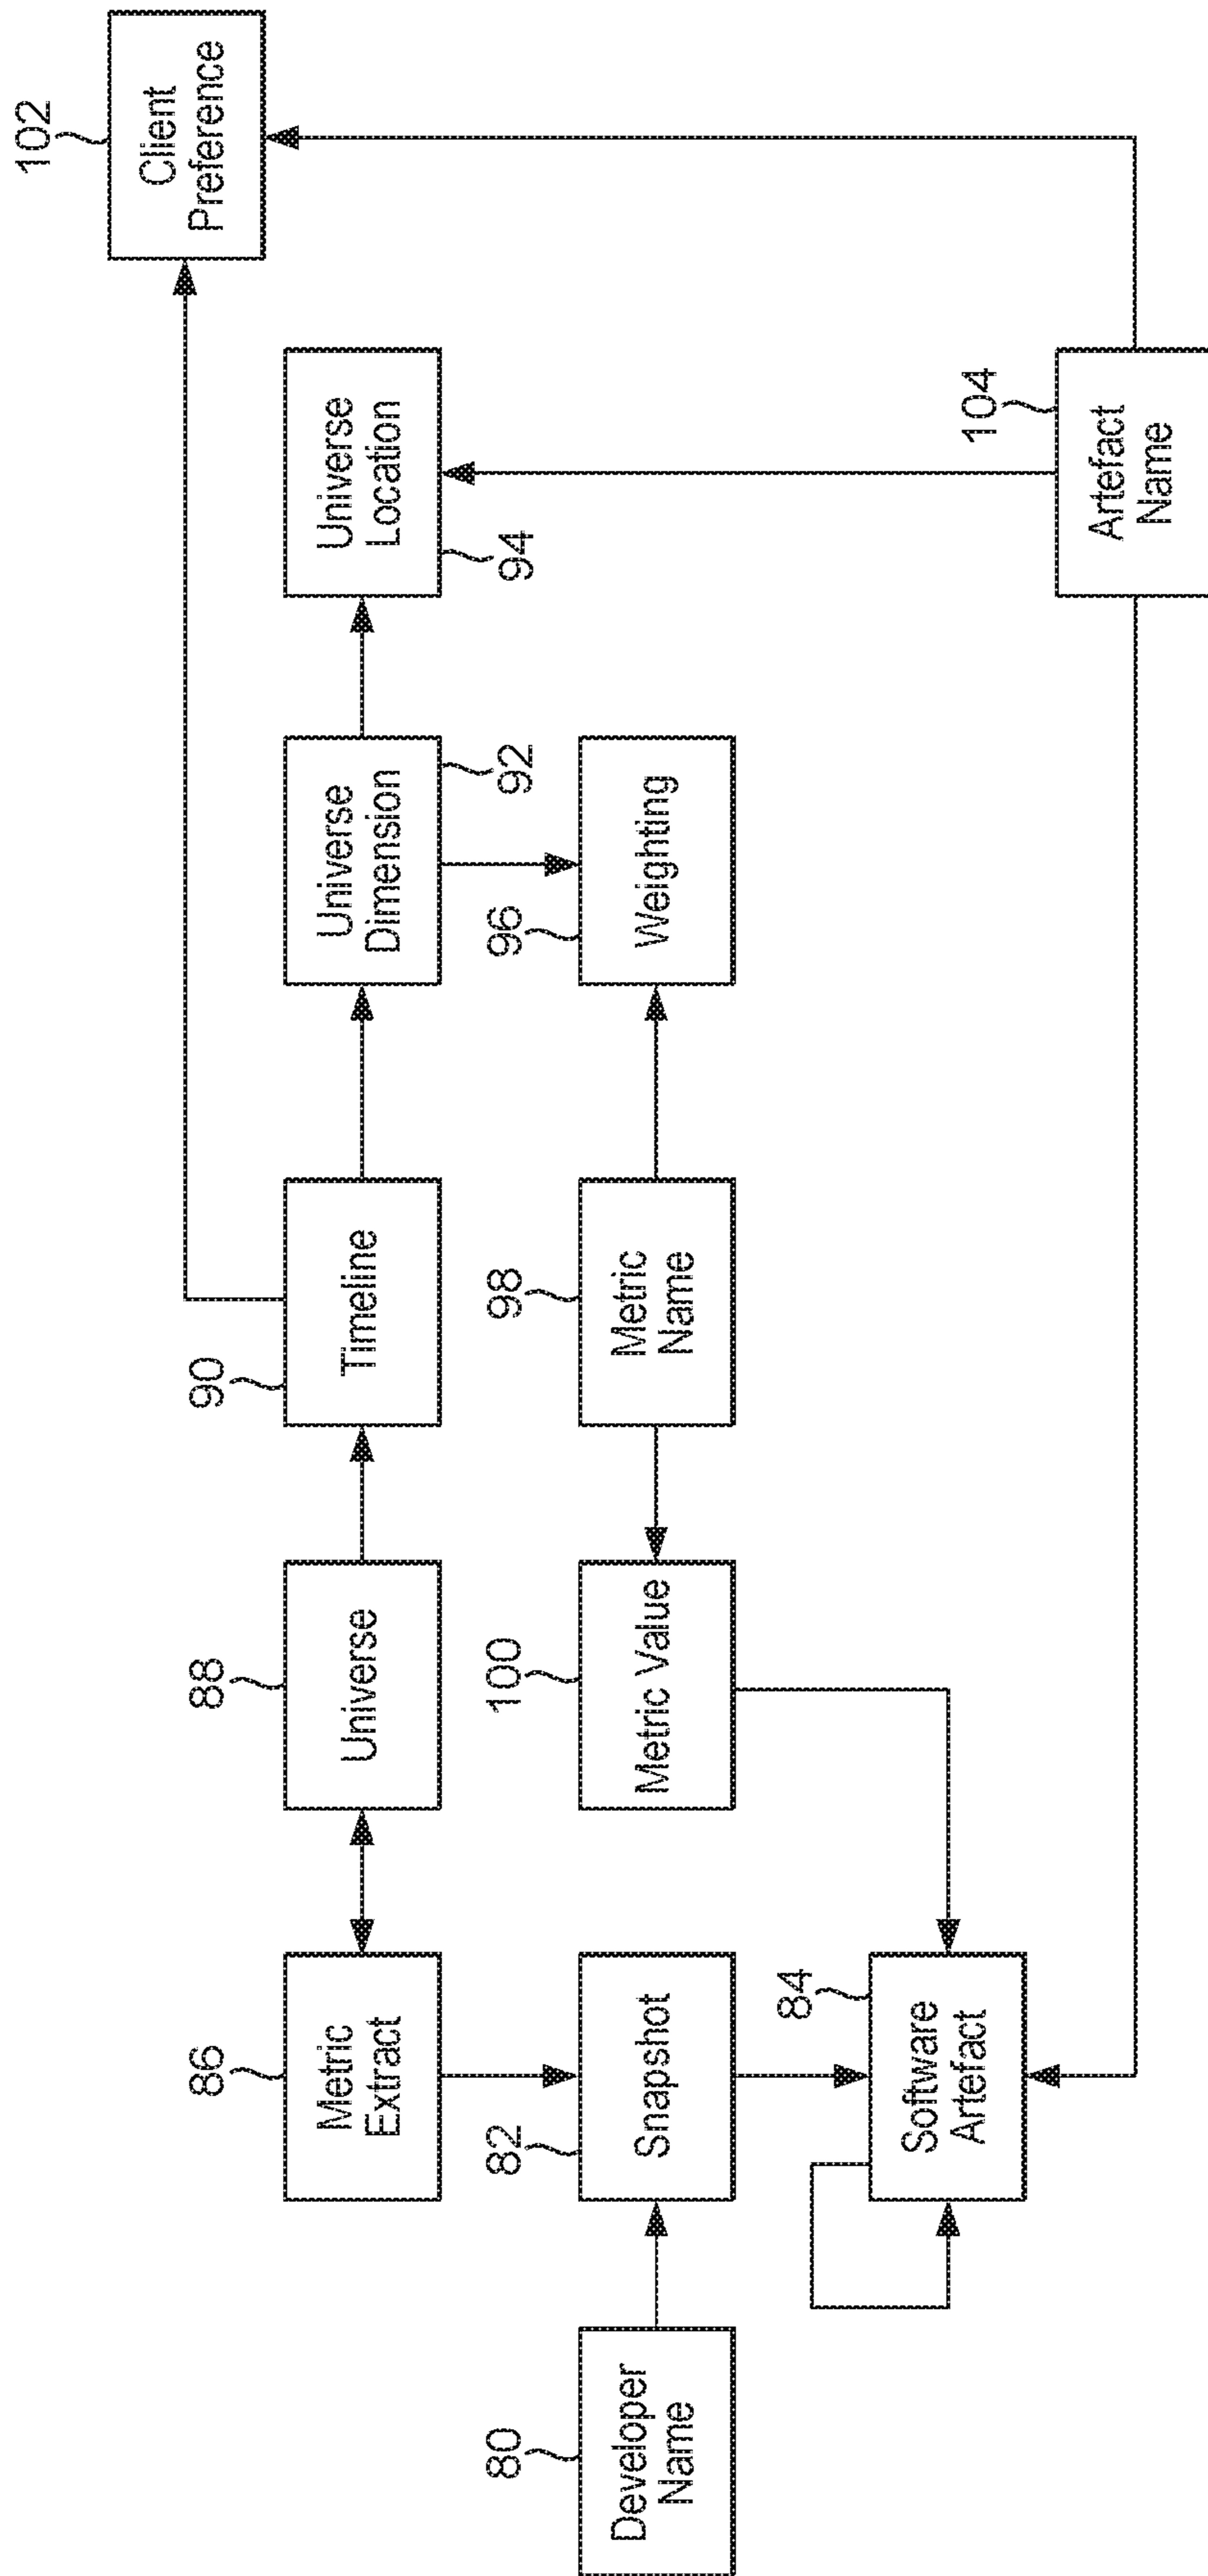 102
Client
Preference
86
88
90
Metric
Extract
Universe
Timeline
Universe
Dimension
Universe
Location
92
94
80
82
100
98
96
Developer
Name
Snapshot
Metric Value
Metric
Name
Weighting
84
Software
Artefact
104
Artefact
Name